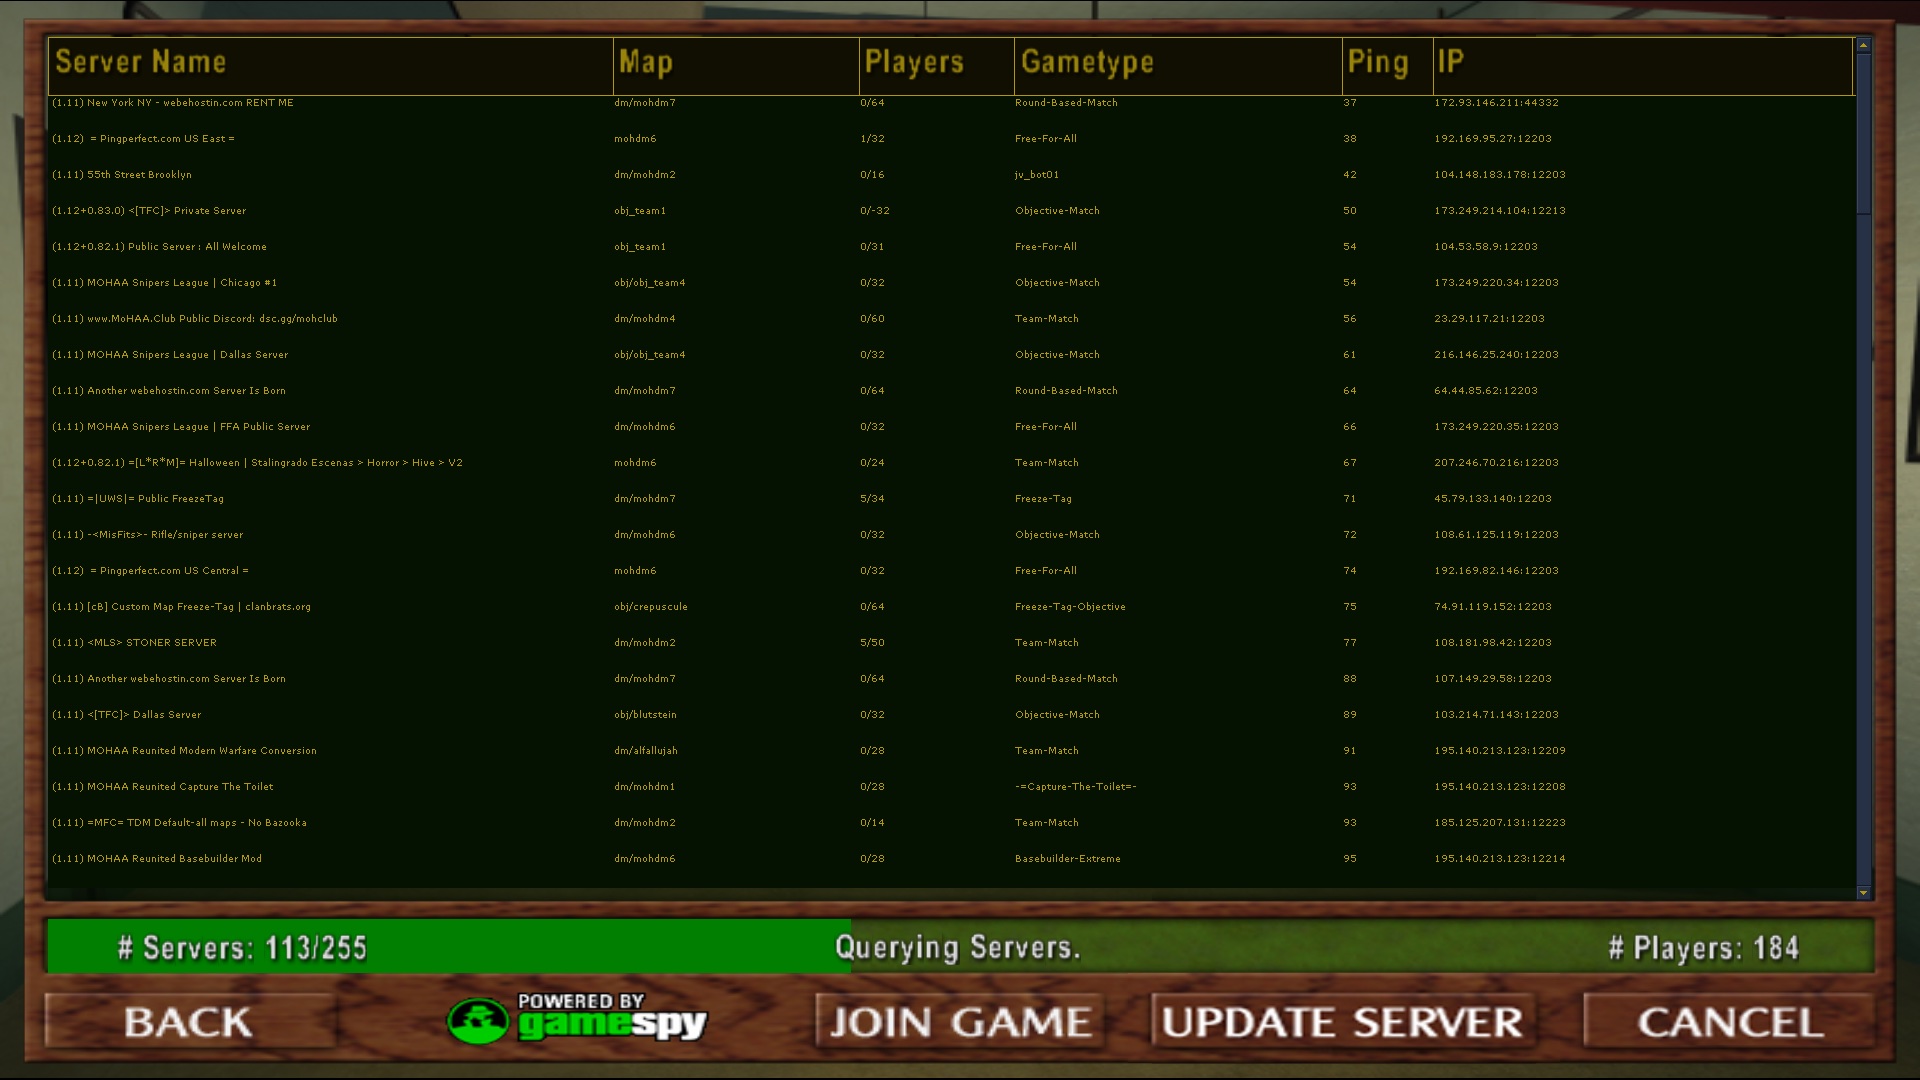 Server Name Map Players Gametype Ping IP
(1.11) New York NY - webehostin.com RENT ME dm/mohdm7 0/64 Round-Based-Match 37 172.93.146.211:44332
(1.12) = Pingperfect.com US East = mohdm6 1/32 Free-For-All 38 192.169.95.27:12203
(1.11) 55th Street Brooklyn dm/mohdm2 0/16 jv_bot01 42 104.148.183.178:12203
(1.12+0.83.0) <[TFC]> Private Server obj_team1 0/-32 Objective-Match 50 173.249.214.104:12213
(1.12+0.82.1) Public Server : All Welcome obj_team1 0/31 Free-For-All 54 104.53.58.9:12203
(1.11) MOHAA Snipers League | Chicago #1 obj/obj_team4 0/32 Objective-Match 54 173.249.220.34:12203
(1.11) www.MoHAA.Club Public Discord: dsc.gg/mohclub dm/mohdm4 0/60 Team-Match 56 23.29.117.21:12203
(1.11) MOHAA Snipers League | Dallas Server obj/obj_team4 0/32 Objective-Match 61 216.146.25.240:12203
(1.11) Another webehostin.com Server Is Born dm/mohdm7 0/64 Round-Based-Match 64 64.44.85.62:12203
(1.11) MOHAA Snipers League | FFA Public Server dm/mohdm6 0/32 Free-For-All 66 173.249.220.35:12203
(1.12+0.82.1) =[L*R*M]= Halloween | Stalingrado Escenas > Horror > Hive > V2 mohdm6 0/24 Team-Match 67 207.246.70.216:12203
(1.11) =|UWS|= Public FreezeTag dm/mohdm7 5/34 Freeze-Tag 71 45.79.133.140:12203
(1.11) -<MisFits>- Rifle/sniper server dm/mohdm6 0/32 Objective-Match 72 108.61.125.119:12203
(1.12) = Pingperfect.com US Central = mohdm6 0/32 Free-For-All 74 192.169.82.146:12203
(1.11) [cB] Custom Map Freeze-Tag | clanbrats.org obj/crepuscule 0/64 Freeze-Tag-Objective 75 74.91.119.152:12203
(1.11) <MLS> STONER SERVER dm/mohdm2 5/50 Team-Match 77 108.181.98.42:12203
(1.11) Another webehostin.com Server Is Born dm/mohdm7 0/64 Round-Based-Match 88 107.149.29.58:12203
(1.11) <[TFC]> Dallas Server obj/blutstein 0/32 Objective-Match 89 103.214.71.143:12203
(1.11) MOHAA Reunited Modern Warfare Conversion dm/alfallujah 0/28 Team-Match 91 195.140.213.123:12209
(1.11) MOHAA Reunited Capture The Toilet dm/mohdm1 0/28 -=Capture-The-Toilet=- 93 195.140.213.123:12208
(1.11) =MFC= TDM Default-all maps - No Bazooka dm/mohdm2 0/14 Team-Match 93 185.125.207.131:12223
(1.11) MOHAA Reunited Basebuilder Mod dm/mohdm6 0/28 Basebuilder-Extreme 95 195.140.213.123:12214
# Servers: 113/255 Querying Servers. # Players: 184
BACK POWERED BY gamespy JOIN GAME UPDATE SERVER CANCEL